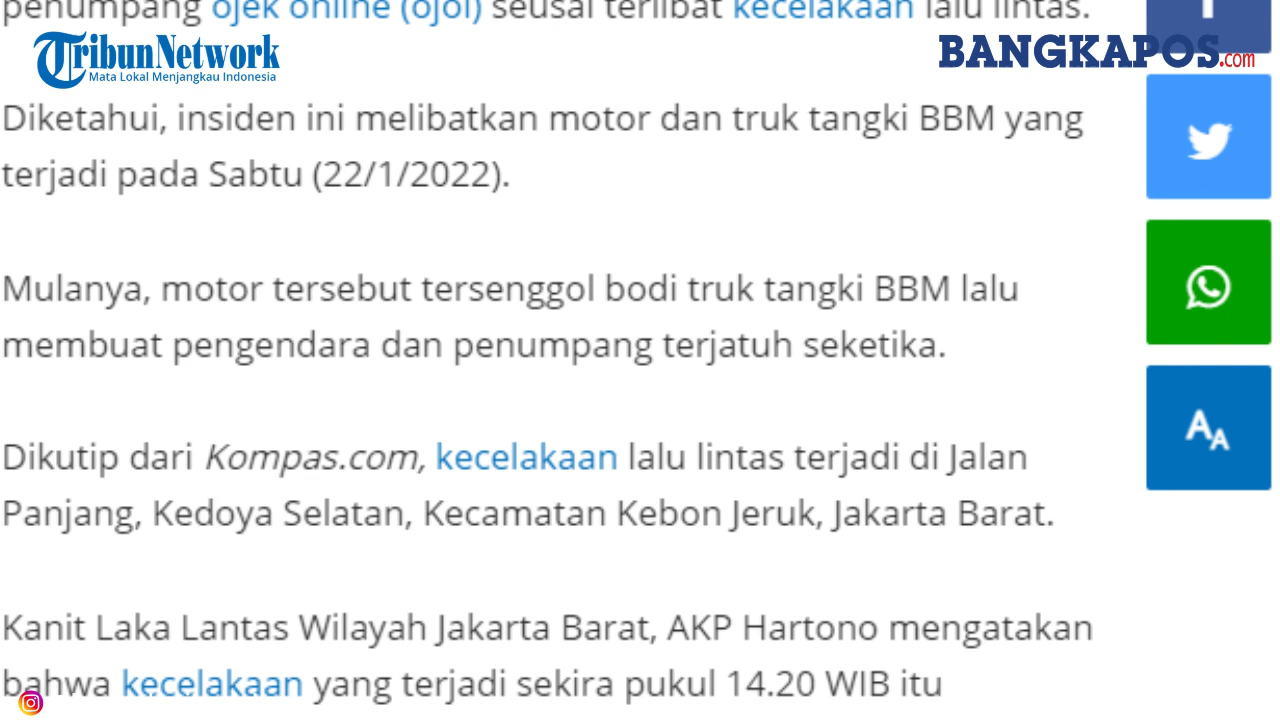 penumpang ojek online (ojol) seusai terlibat kecelakaan lalu lintas.
TribunNetwork
Mata Lokal Menjangkau Indonesia
BANGKAPOS.com
Diketahui, insiden ini melibatkan motor dan truk tangki BBM yang
terjadi pada Sabtu (22/1/2022).
Mulanya, motor tersebut tersenggol bodi truk tangki BBM lalu
membuat pengendara dan penumpang terjatuh seketika.
Dikutip dari Kompas.com, kecelakaan lalu lintas terjadi di Jalan
Panjang, Kedoya Selatan, Kecamatan Kebon Jeruk, Jakarta Barat.
Kanit Laka Lantas Wilayah Jakarta Barat, AKP Hartono mengatakan
bahwa kecelakaan yang terjadi sekira pukul 14.20 WIB itu
AA